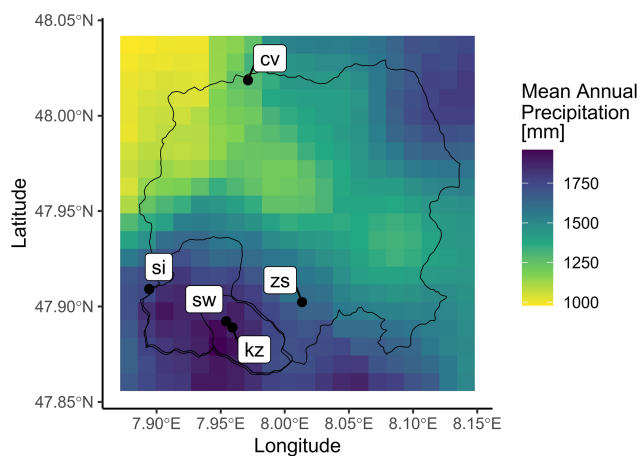 48.05°N
48.00°N
47.95°N
47.90°N
47.85°N
Latitude
cv
si
sw
zs
kz
7.90°E 7.95°E 8.00°E 8.05°E 8.10°E 8.15°E
Longitude
Mean Annual
Precipitation
[mm]
1750
1500
1250
1000